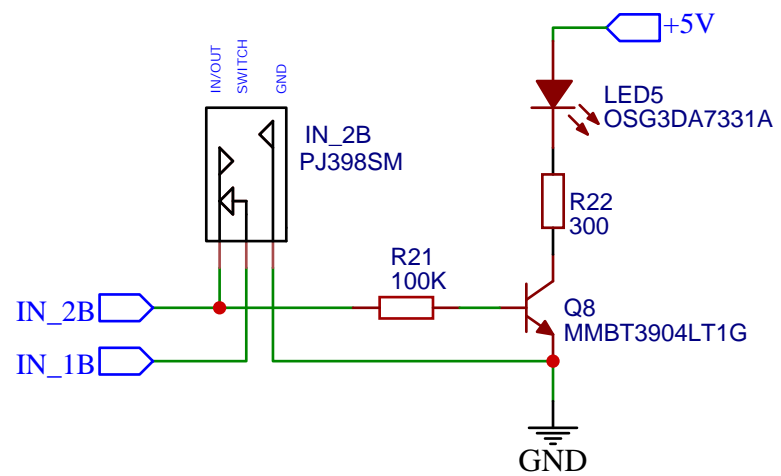 +5V
IN/OUT
SWITCH
GND
LED5
OSG3DA7331A
IN_2B
PJ398SM
R22
300
R21
100K
IN_2B
Q8
MMBT3904LT1G
IN_1B
GND